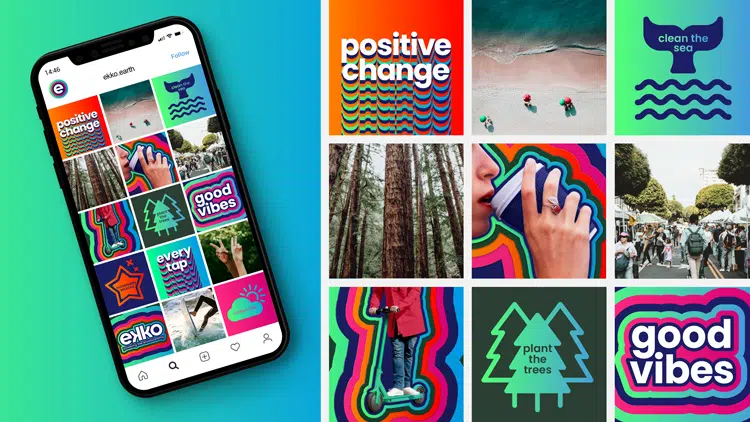 14:46
ekko.earth
Follow
e
positive
change
clean the
sea
plant
the
trees
good
vibes
every
tap
ekko
positive
change
clean the
sea
plant
the
trees
good
vibes